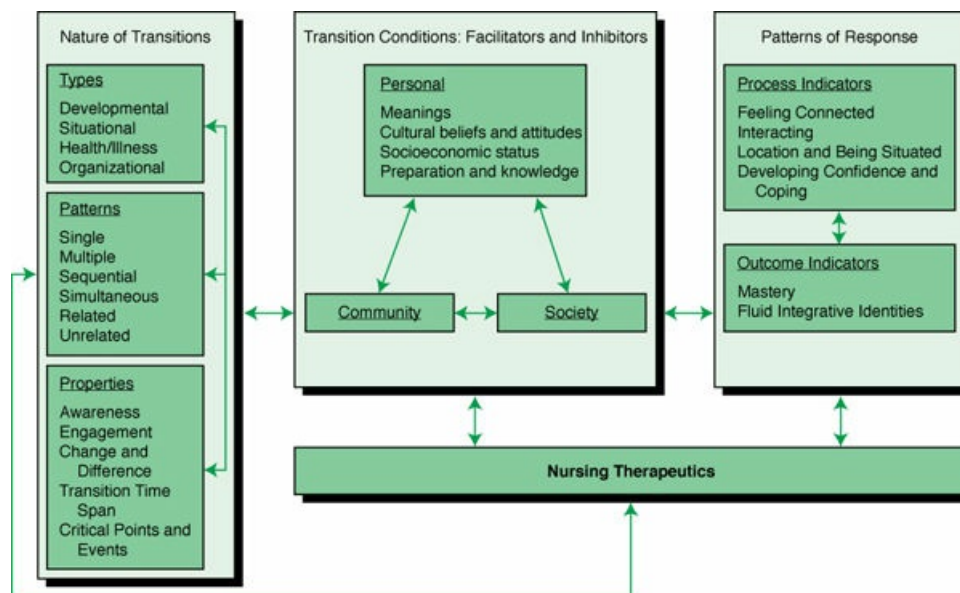 Nature of Transitions
Types
Developmental
Situational
Health/Illness
Organizational
Patterns
Single
Multiple
Sequential
Simultaneous
Related
Unrelated
Properties
Awareness
Engagement
Change and
Difference
Transition Time
Span
Critical Points and
Events
Transition Conditions: Facilitators and Inhibitors
Personal
Meanings
Cultural beliefs and attitudes
Socioeconomic status
Preparation and knowledge
Community
Society
Patterns of Response
Process Indicators
Feeling Connected
Interacting
Location and Being Situated
Developing Confidence and
Coping
Outcome Indicators
Mastery
Fluid Integrative Identities
Nursing Therapeutics